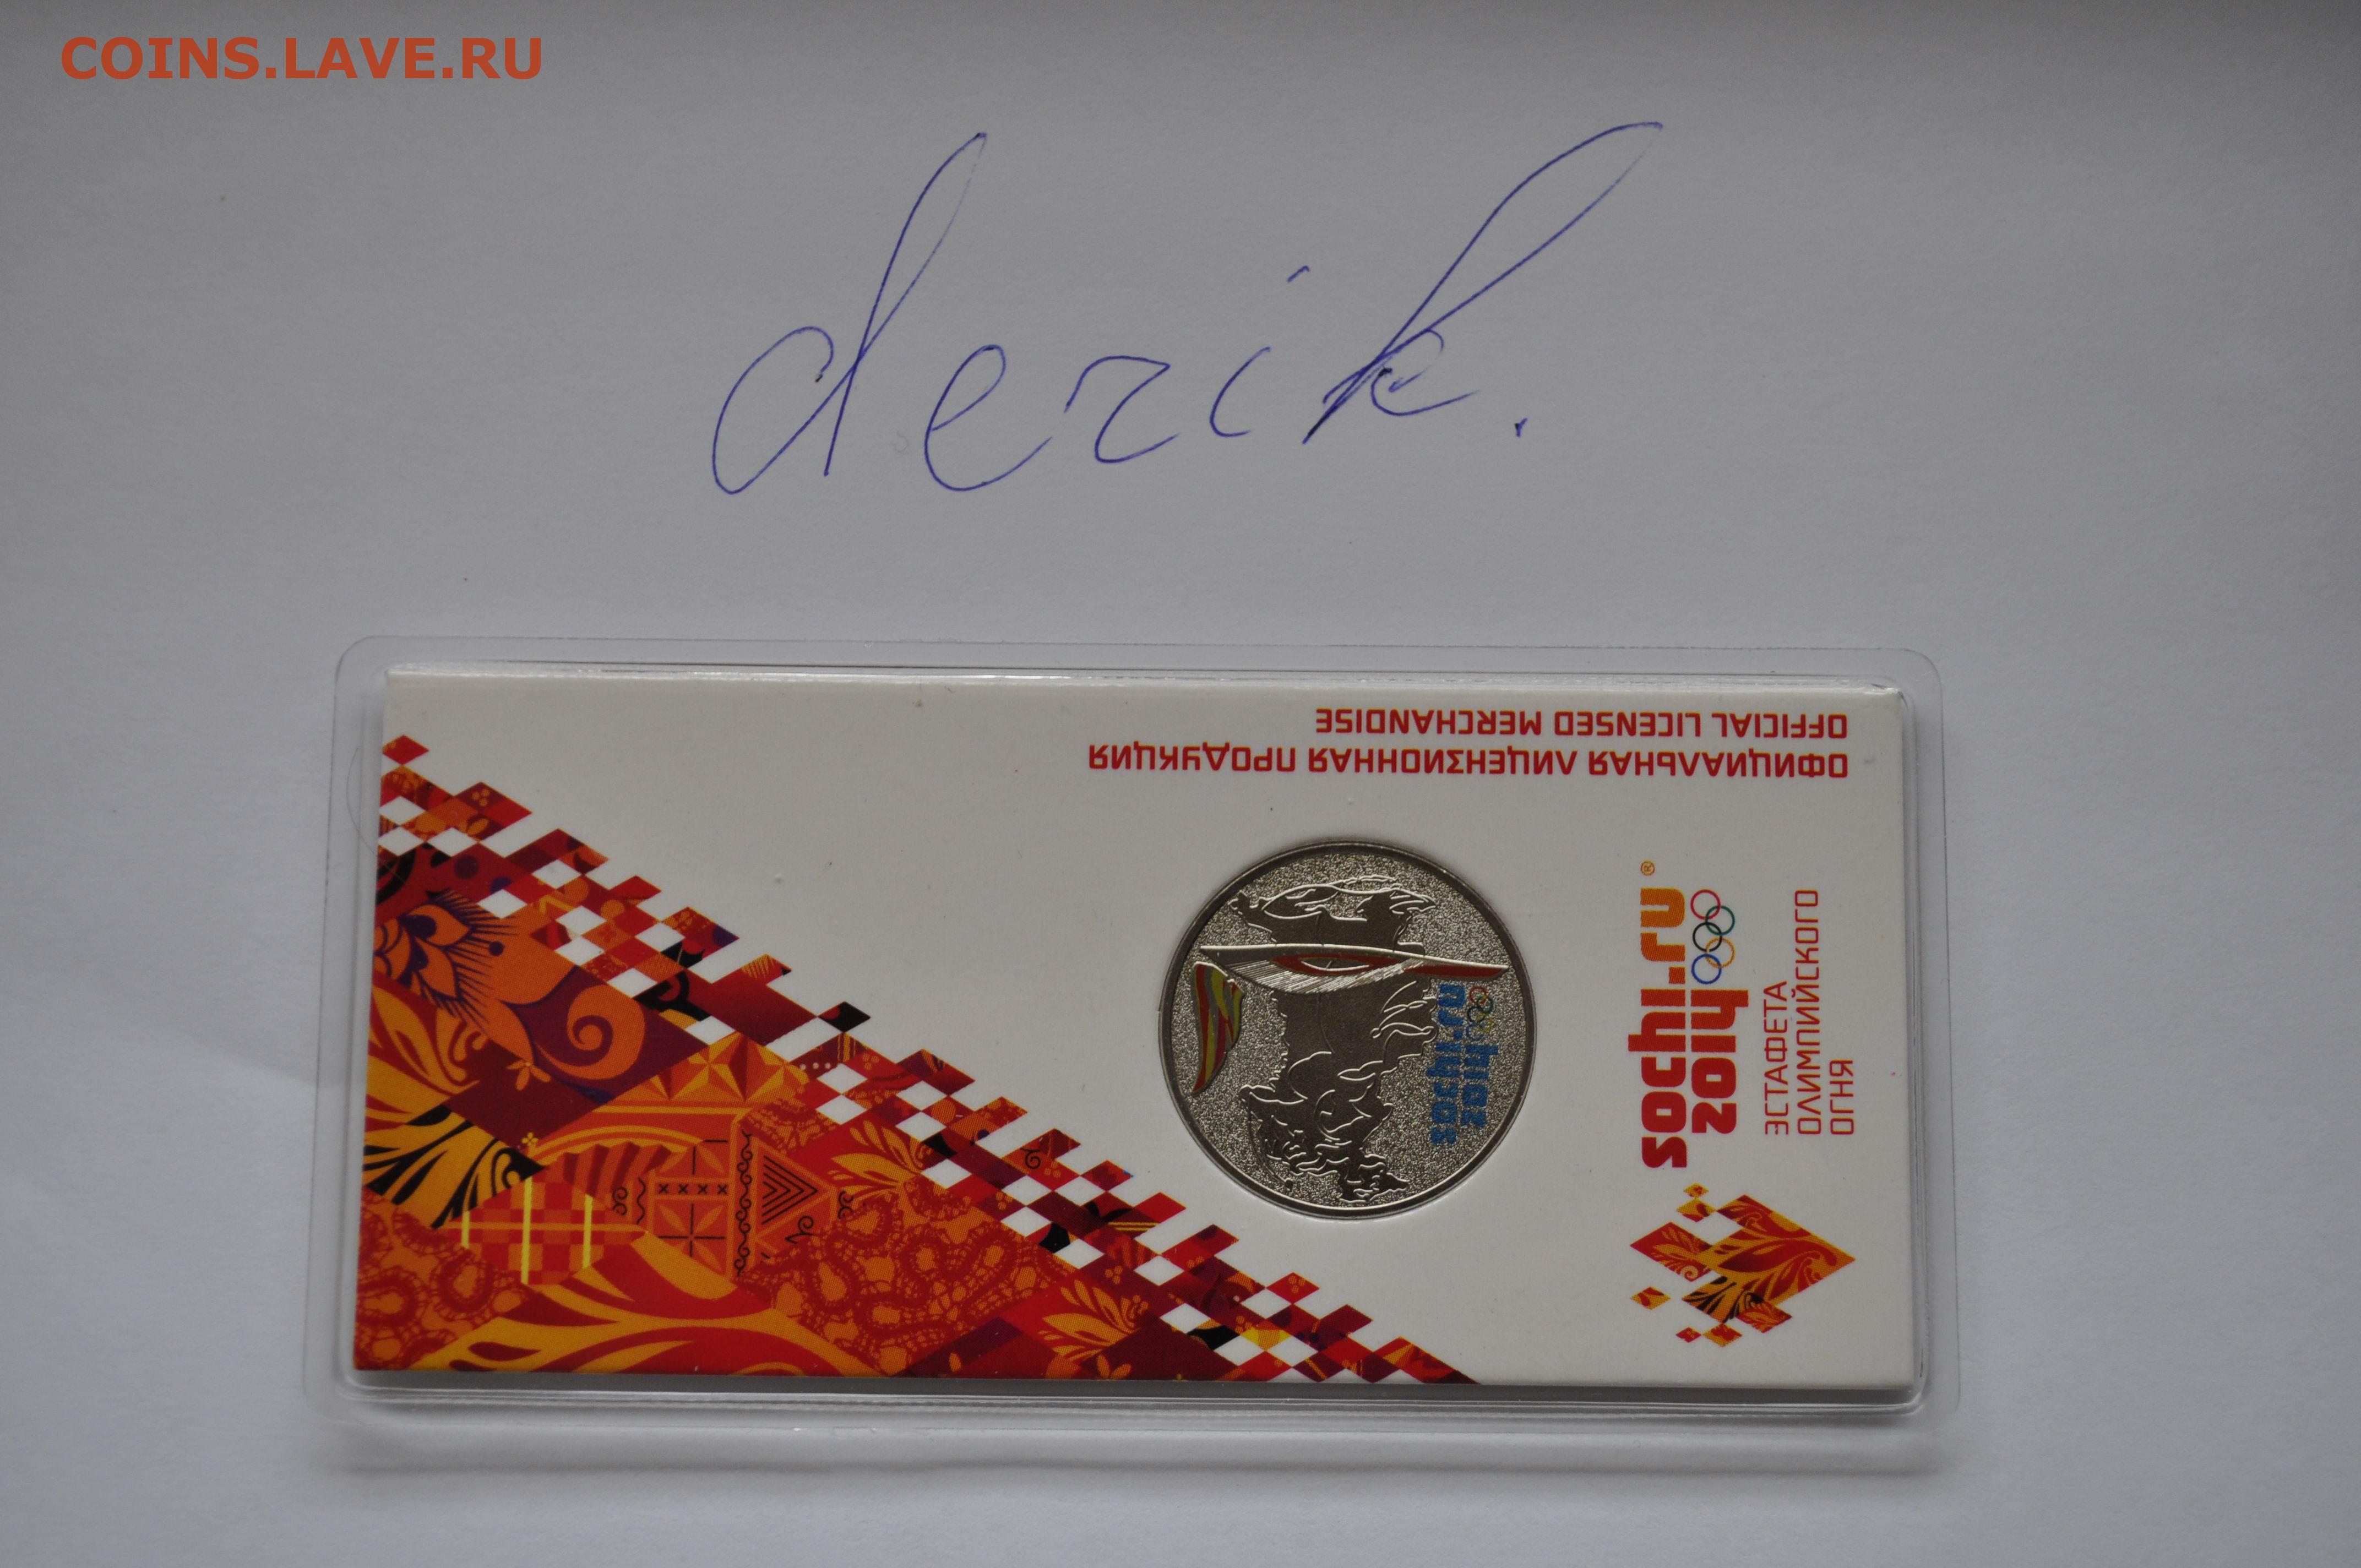 COINS.LAVE.RU
derik.
OFFICIAL LICENSED MERCHANDISE
ОФИЦИАЛЬНАЯ ЛИЦЕНЗИОННАЯ ПРОДУКЦИЯ
sochi.ru®
2014
ЭСТАФЕТА
ОЛИМПИЙСКОГО
ОГНЯ
sochi.ru
2014